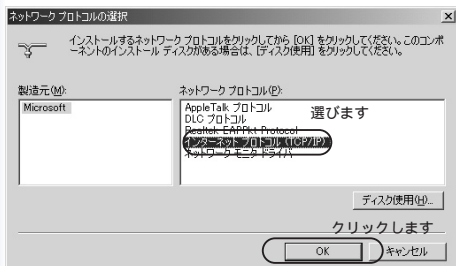 ネットワーク プロトコルの選択
インストールするネットワーク プロトコルをクリックしてから [OK] をクリックしてください。このコンポ
ーネントのインストール ディスクがある場合は、[ディスク使用] をクリックしてください。
製造元(M):
ネットワーク プロトコル(P):
Microsoft
AppleTalk プロトコル
選びます
DLC プロトコル
Realtek EAPPkt Protocol
インターネット プロトコル (TCP/IP)
ネットワーク モニタ ドライバ
ディスク使用(H)...
クリックします
OK
キャンセル